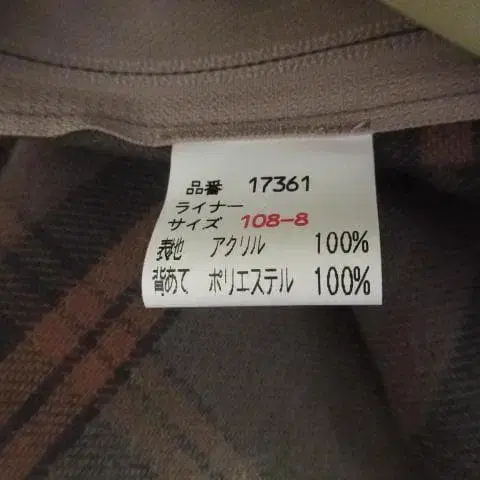 品番 17361
ライナー
サイズ 108-8
表地 アクリル 100%
背あて ポリエステル 100%